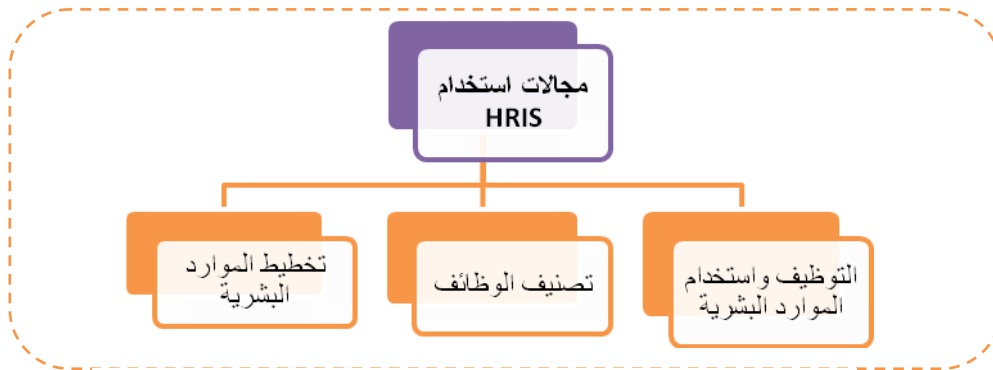 مجالات استخدام
HRIS
التوظيف واستخدام
الموارد البشرية
تصنيف الوظائف
تخطيط الموارد
البشرية